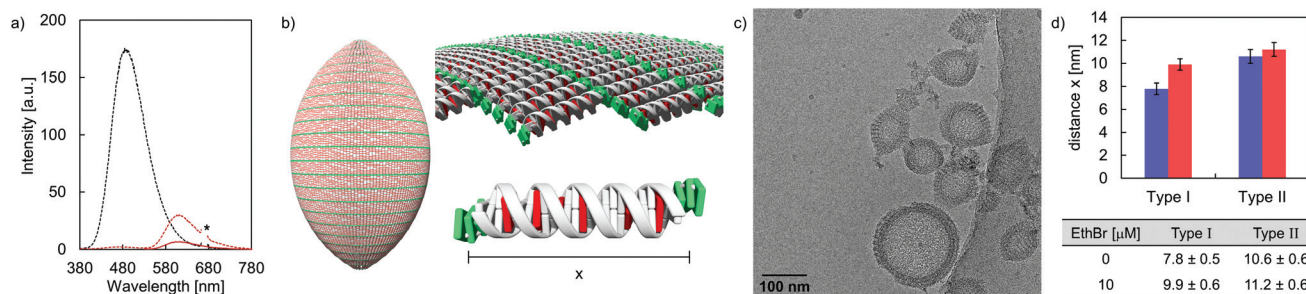 a)
200
150
100
50
0
Intensity [a.u.]
*
380 480 580 680 780
Wavelength [nm]
b)
x
c)
100 nm
d)
14
12
10
8
6
4
2
0
distance x [nm]
Type I Type II
EthBr [μM] Type I Type II
0 7.8 ± 0.5 10.6 ± 0.6
10 9.9 ± 0.6 11.2 ± 0.6